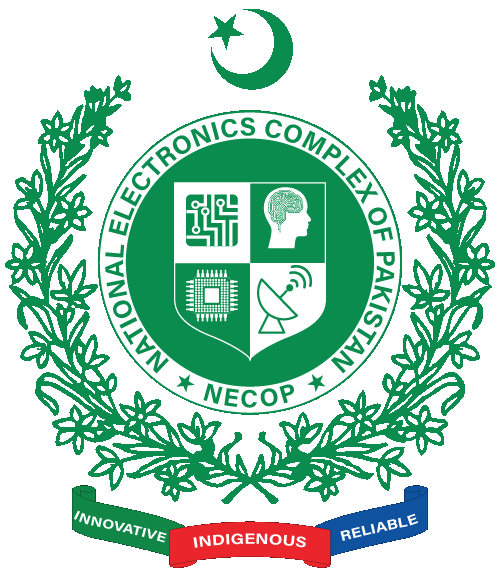 NATIONAL ELECTRONICS COMPLEX OF PAKISTAN
NECOP
INNOVATIVE
INDIGENOUS
RELIABLE